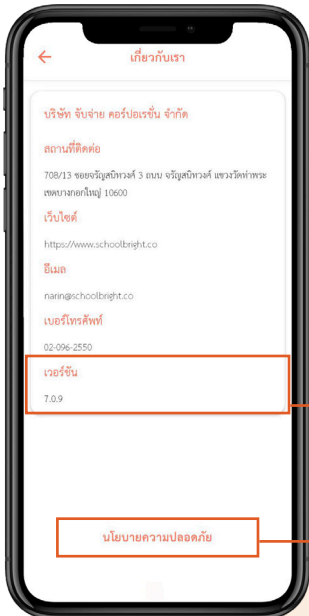 เกี่ยวกับเรา
บริษัท จับจ่าย คอร์ปอเรชั่น จำกัด
สถานที่ติดต่อ
708/13 ซอยจรัญสนิทวงศ์ 3 ถนน จรัญสนิทวงศ์ แขวงวัดท่าพระ
เขตบางกอกใหญ่ 10600
เว็บไซต์
https://www.schoolbright.co
อีเมล
narin@schoolbright.co
เบอร์โทรศัพท์
02-096-2550
เวอร์ชัน
7.0.9
นโยบายความปลอดภัย